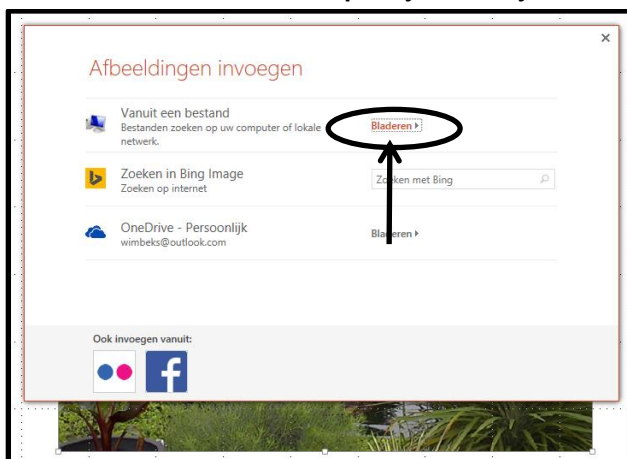 Afbeeldingen invoegen
Vanuit een bestand
Bestanden zoeken op uw computer of lokale
netwerk.
Bladeren
Zoeken in Bing Image
Zoeken op internet
Zoeken met Bing
OneDrive - Persoonlijk
wimbeks@outlook.com
Bladeren
Ook invoegen vanuit: